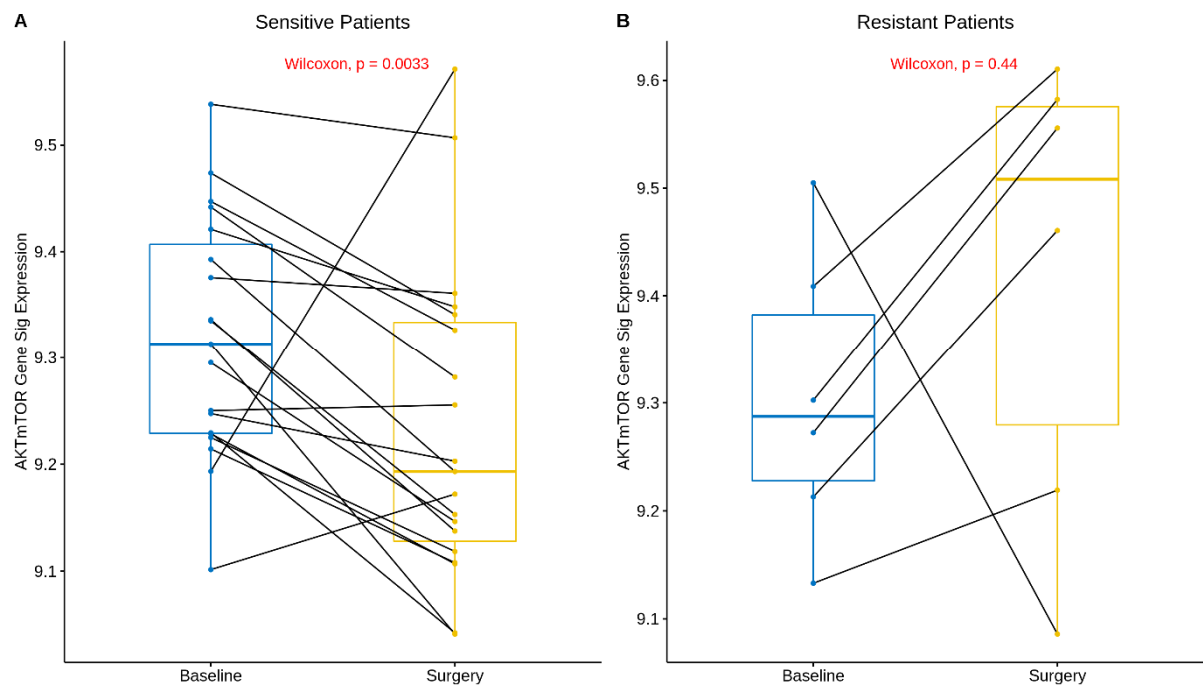 A
Sensitive Patients
Wilcoxon, p = 0.0033
AKTmTOR Gene Sig Expression
9.5
9.4
9.3
9.2
9.1
Baseline
Surgery
B
Resistant Patients
Wilcoxon, p = 0.44
AKTmTOR Gene Sig Expression
9.6
9.5
9.4
9.3
9.2
9.1
Baseline
Surgery